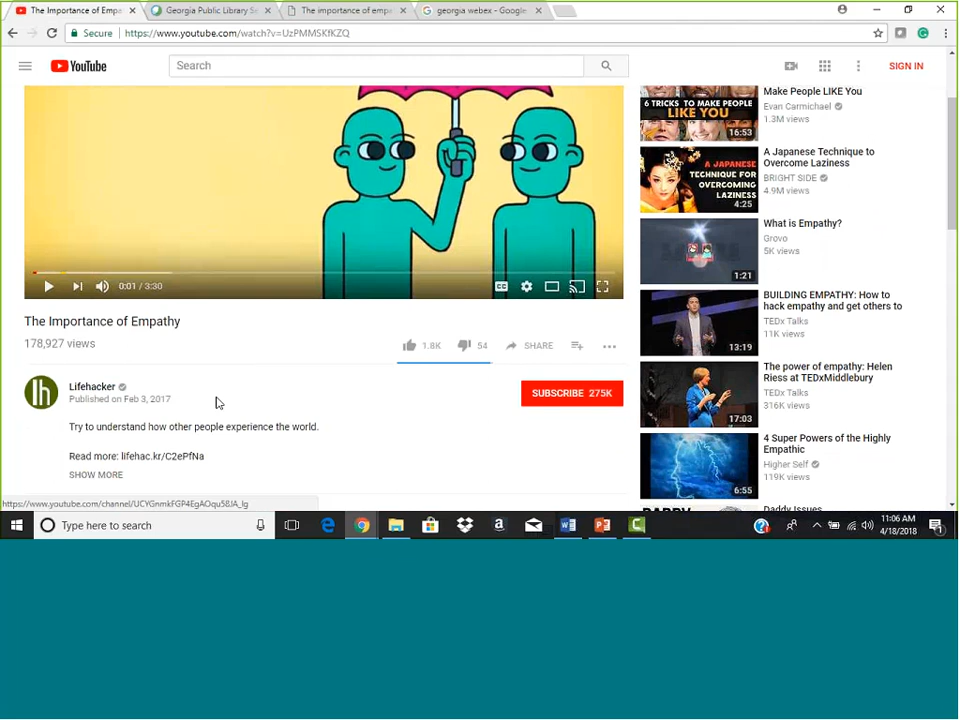 The Importance of Empa
Georgia Public Library Se
The importance of empa
georgia webex - Google
Secure
https://www.youtube.com/watch?v=UzPMMSKfKZQ
YouTube
Search
SIGN IN
0:01 / 3:30
CC
The Importance of Empathy
178,927 views
1.8K
54
SHARE
lh
Lifehacker
Published on Feb 3, 2017
SUBSCRIBE 275K
Try to understand how other people experience the world.
Read more: lifehac.kr/C2ePfNa
SHOW MORE
6 TRICKS TO MAKE PEOPLE
LIKE YOU
16:53
Make People LIKE You
Evan Carmichael
1.3M views
A JAPANESE
TECHNIQUE FOR
OVERCOMING
LAZINESS
4:25
A Japanese Technique to
Overcome Laziness
BRIGHT SIDE
4.9M views
1:21
What is Empathy?
Grovo
5K views
13:19
BUILDING EMPATHY: How to
hack empathy and get others to
TEDx Talks
11K views
17:03
The power of empathy: Helen
Riess at TEDxMiddlebury
TEDx Talks
316K views
6:55
4 Super Powers of the Highly
Empathic
Higher Self
119K views
Daddy Issues
Type here to search
11:06 AM
4/18/2018